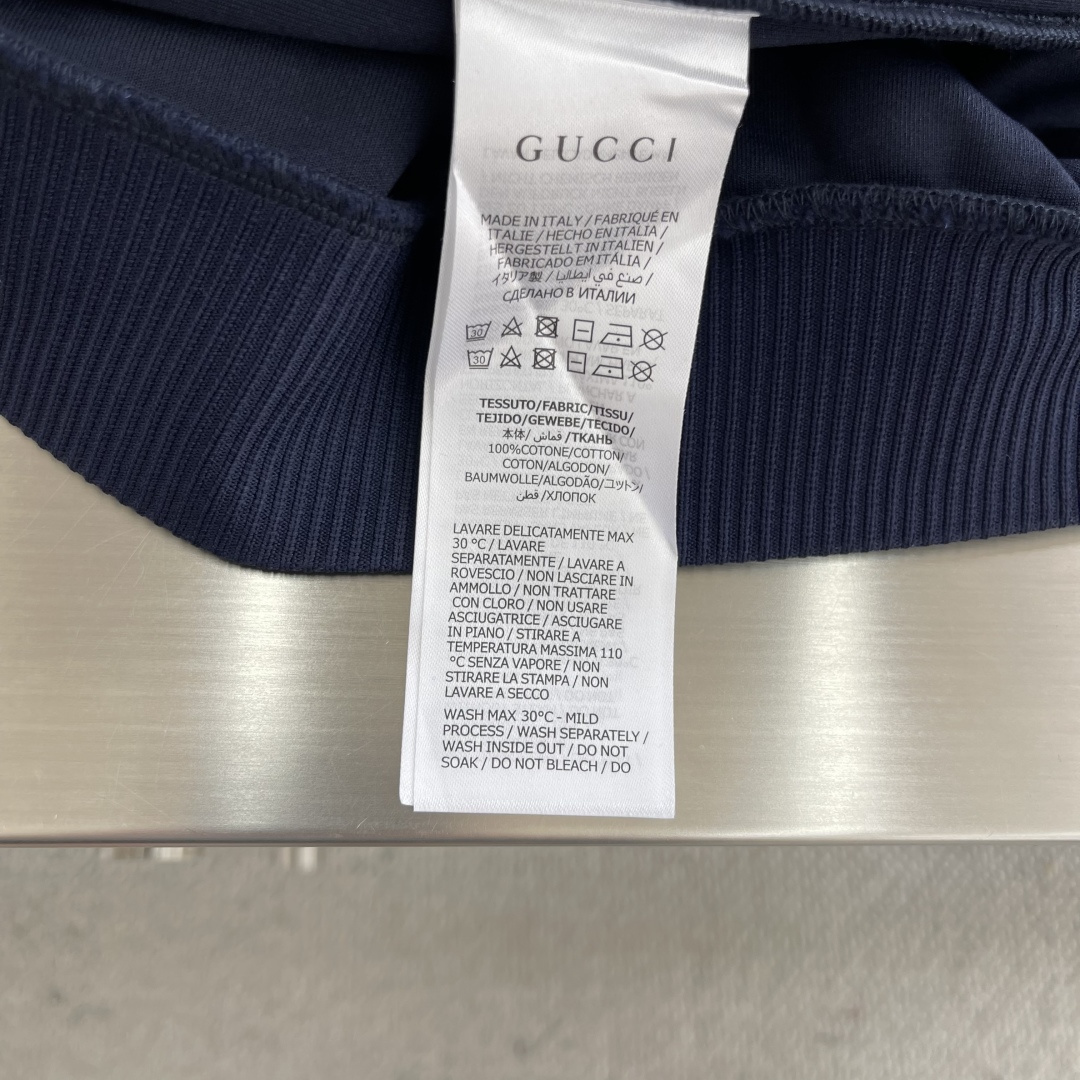 GUCCI
MADE IN ITALY / FABRIQUÉ EN
ITALIE / HECHO EN ITALIA /
HERGESTELLT IN ITALIEN /
FABRICADO EM ITÁLIA /
イタリア製 / صنع في ايطاليا /
СДЕЛАНО В ИТАЛИИ
30
30
TESSUTO/FABRIC/TISSU/
TEJIDO/GEWEBE/TECIDO/
本体/ قماش /ТКАНЬ
100%COTONE/COTTON/
COTON/ALGODON/
BAUMWOLLE/ALGODÃO/コットン/
قطن /ХЛОПОК
LAVARE DELICATAMENTE MAX
30 °C / LAVARE
SEPARATAMENTE / LAVARE A
ROVESCIO / NON LASCIARE IN
AMMOLLO / NON TRATTARE
CON CLORO / NON USARE
ASCIUGATRICE / ASCIUGARE
IN PIANO / STIRARE A
TEMPERATURA MASSIMA 110
°C SENZA VAPORE / NON
STIRARE LA STAMPA / NON
LAVARE A SECCO
WASH MAX 30°C - MILD
PROCESS / WASH SEPARATELY /
WASH INSIDE OUT / DO NOT
SOAK / DO NOT BLEACH / DO